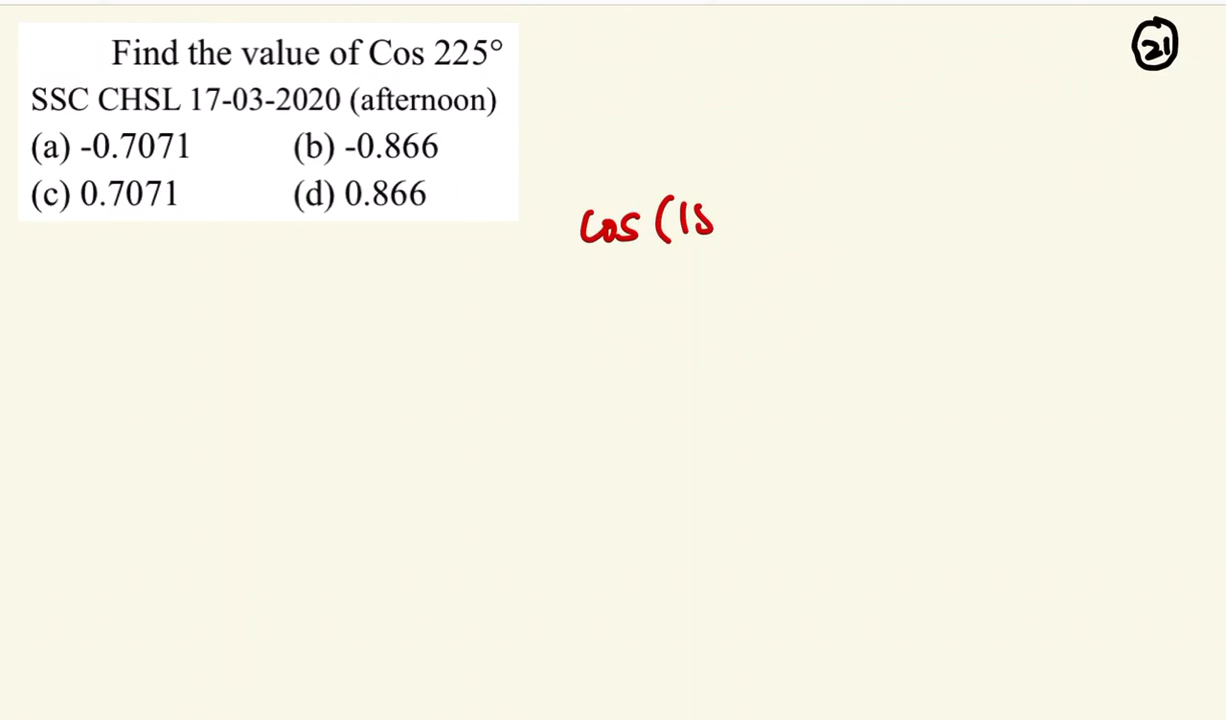 Find the value of Cos 225°
SSC CHSL 17-03-2020 (afternoon)
(a) -0.7071 (b) -0.866
(c) 0.7071 (d) 0.866
21
cos (18